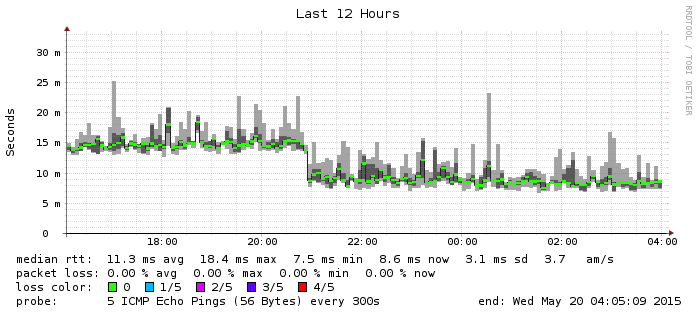 Last 12 Hours
RRDTOOL / TOBI OETIKER
Seconds
30 m
25 m
20 m
15 m
10 m
5 m
0
18:00 20:00 22:00 00:00 02:00 04:00
median rtt: 11.3 ms avg 18.4 ms max 7.5 ms min 8.6 ms now 3.1 ms sd 3.7 am/s
packet loss: 0.00 % avg 0.00 % max 0.00 % min 0.00 % now
loss color: 0 1/5 2/5 3/5 4/5
probe: 5 ICMP Echo Pings (56 Bytes) every 300s end: Wed May 20 04:05:09 2015